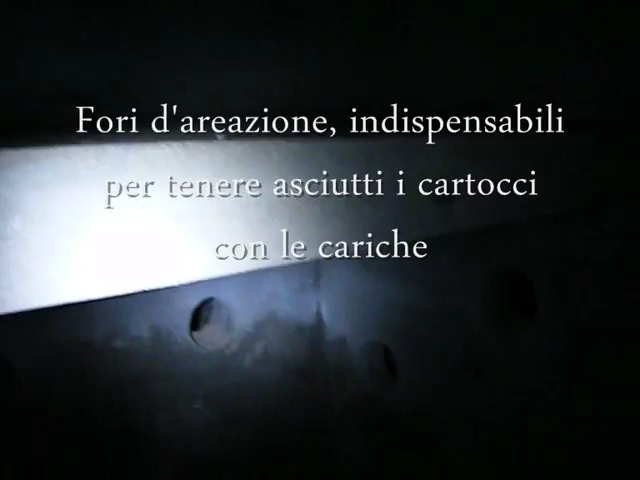 Fori d'areazione, indispensabili
per tenere asciutti i cartocci
con le cariche